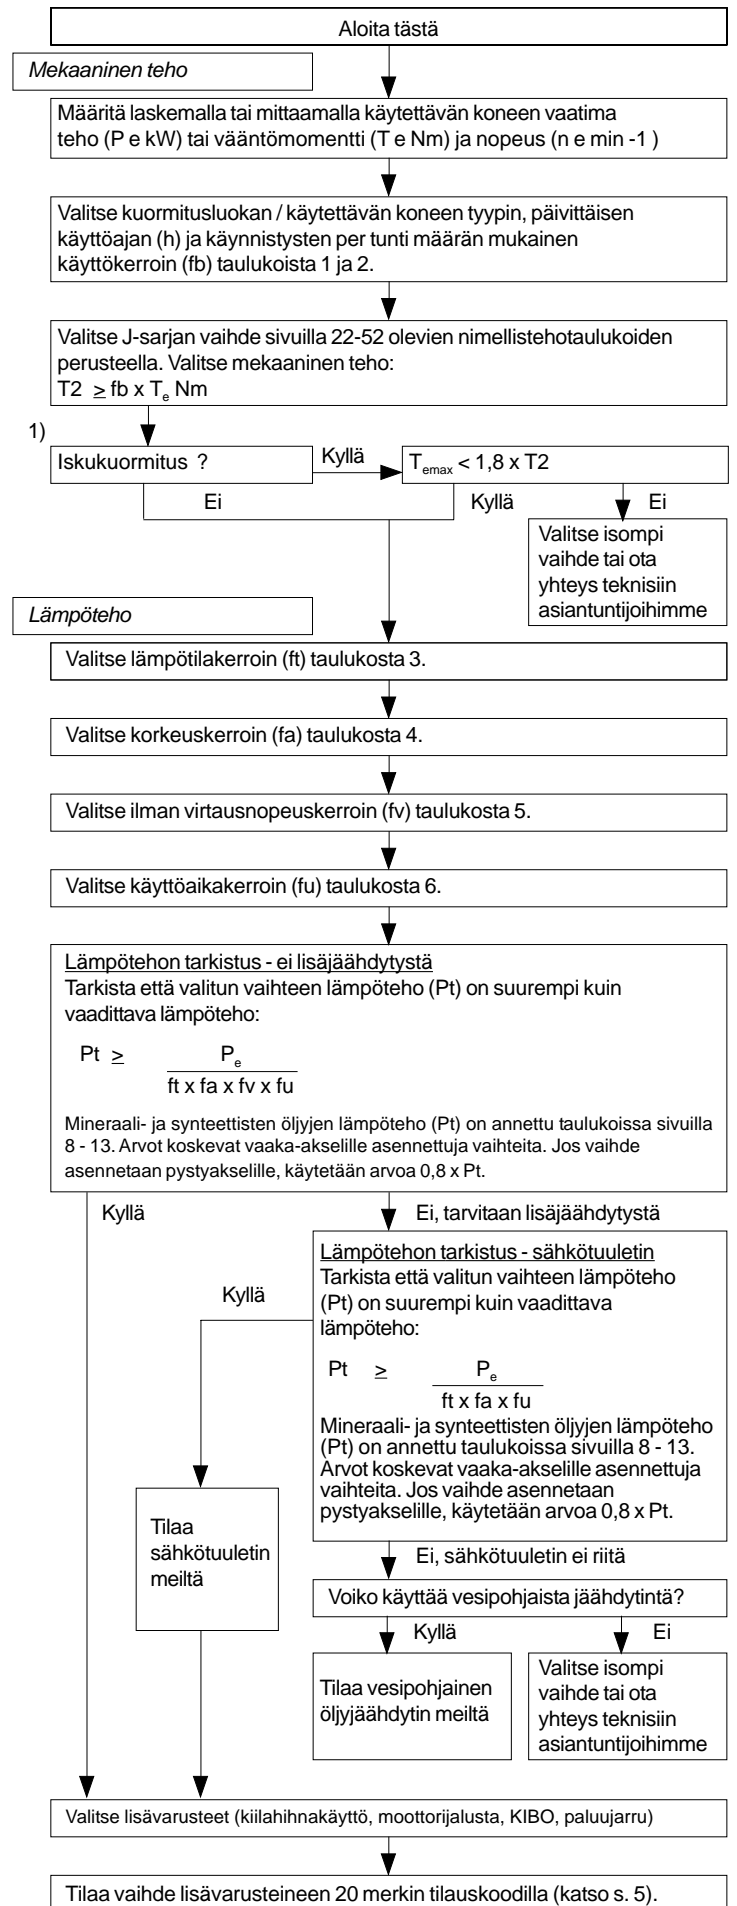 Aloita tästä
Mekaaninen teho
Määritä laskemalla tai mittaamalla käytettävän koneen vaatima
teho (P e kW) tai vääntömomentti (T e Nm) ja nopeus (n e min -1 )
Valitse kuormitusluokan / käytettävän koneen tyypin, päivittäisen
käyttöajan (h) ja käynnistysten per tunti määrän mukainen
käyttökerroin (fb) taulukoista 1 ja 2.
Valitse J-sarjan vaihde sivuilla 22-52 olevien nimellistehotaulukoiden
perusteella. Valitse mekaaninen teho:
T2 ≥ fb x Te Nm
1)
Iskukuormitus ?
Kyllä
Temax < 1,8 x T2
Ei
Kyllä
Ei
Valitse isompi
vaihde tai ota
yhteys teknisiin
asiantuntijoihimme
Lämpöteho
Valitse lämpötilakerroin (ft) taulukosta 3.
Valitse korkeuskerroin (fa) taulukosta 4.
Valitse ilman virtausnopeuskerroin (fv) taulukosta 5.
Valitse käyttöaikakerroin (fu) taulukosta 6.
Lämpötehon tarkistus - ei lisäjäähdytystä
Tarkista että valitun vaihteen lämpöteho (Pt) on suurempi kuin
vaadittava lämpöteho:
Pt ≥ Pe
ft x fa x fv x fu
Mineraali- ja synteettisten öljyjen lämpöteho (Pt) on annettu taulukoissa sivuilla
8 - 13. Arvot koskevat vaaka-akselille asennettuja vaihteita. Jos vaihde
asennetaan pystyakselille, käytetään arvoa 0,8 x Pt.
Kyllä
Ei, tarvitaan lisäjäähdytystä
Lämpötehon tarkistus - sähkötuuletin
Tarkista että valitun vaihteen lämpöteho
(Pt) on suurempi kuin vaadittava
lämpöteho:
Kyllä
Pt ≥ Pe
ft x fa x fu
Mineraali- ja synteettisten öljyjen lämpöteho
(Pt) on annettu taulukoissa sivuilla 8 - 13.
Arvot koskevat vaaka-akselille asennettuja
vaihteita. Jos vaihde asennetaan
pystyakselille, käytetään arvoa 0,8 x Pt.
Tilaa
sähkötuuletin
meiltä
Ei, sähkötuuletin ei riitä
Voiko käyttää vesipohjaista jäähdytintä?
Kyllä
Ei
Tilaa vesipohjainen
öljyjäähdytin meiltä
Valitse isompi
vaihde tai ota
yhteys teknisiin
asiantuntijoihimme
Valitse lisävarusteet (kiilahihnakäyttö, moottorijalusta, KIBO, paluujarru)
Tilaa vaihde lisävarusteineen 20 merkin tilauskoodilla (katso s. 5).